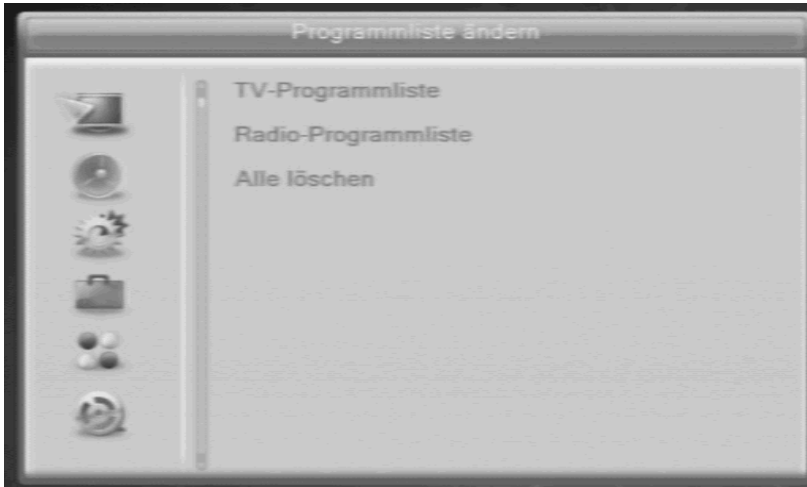 Programmliste ändern
TV-Programmliste
Radio-Programmliste
Alle löschen